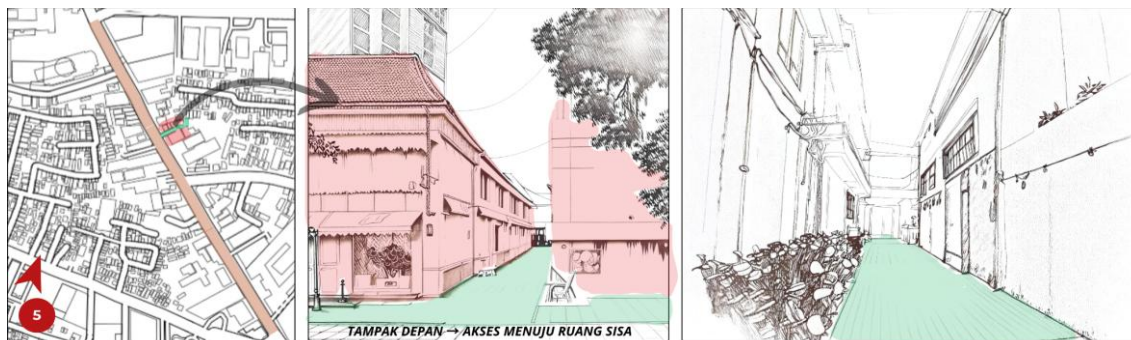 5
TAMPAK DEPAN → AKSES MENUJU RUANG SISA